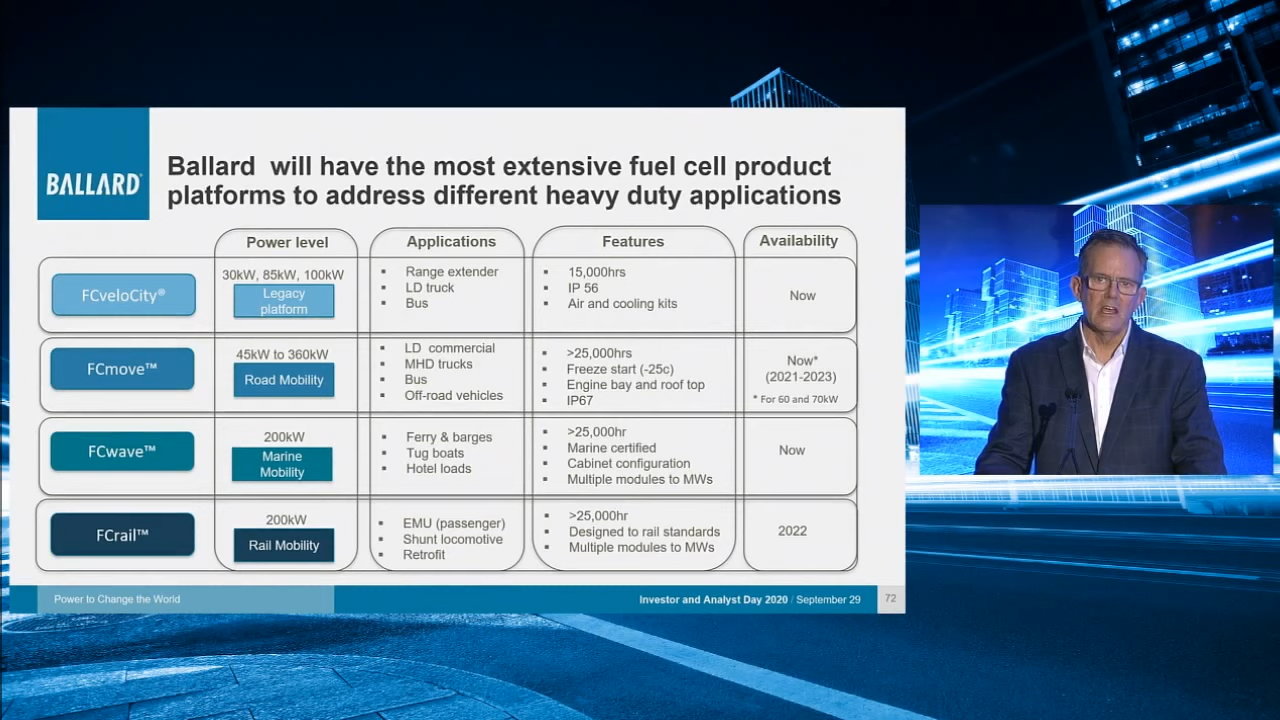 BALLARD
Ballard will have the most extensive fuel cell product
platforms to address different heavy duty applications
Power level
Applications
Features
Availability
FCveloCity®
30kW, 85kW, 100kW
Legacy
platform
▪ Range extender
▪ LD truck
▪ Bus
▪ 15,000hrs
▪ IP 56
▪ Air and cooling kits
Now
FCmove™
45kW to 360kW
Road Mobility
▪ LD commercial
▪ MHD trucks
▪ Bus
▪ Off-road vehicles
▪ >25,000hrs
▪ Freeze start (-25c)
▪ Engine bay and roof top
▪ IP67
Now*
(2021-2023)
* For 60 and 70kW
FCwave™
200kW
Marine
Mobility
▪ Ferry & barges
▪ Tug boats
▪ Hotel loads
▪ >25,000hr
▪ Marine certified
▪ Cabinet configuration
▪ Multiple modules to MWs
Now
FCrail™
200kW
Rail Mobility
▪ EMU (passenger)
▪ Shunt locomotive
▪ Retrofit
▪ >25,000hr
▪ Designed to rail standards
▪ Multiple modules to MWs
2022
Power to Change the World
Investor and Analyst Day 2020 / September 29
72